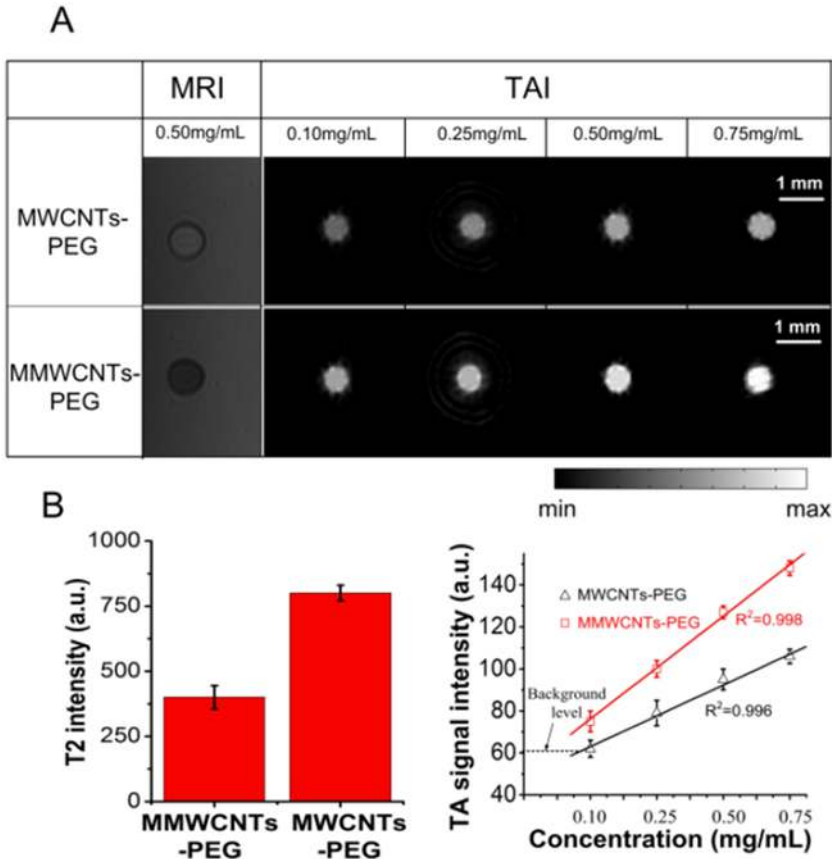 A
MRI TAI
0.50mg/mL 0.10mg/mL 0.25mg/mL 0.50mg/mL 0.75mg/mL
MWCNTs-
PEG
1 mm
MMWCNTs-
PEG
1 mm
min max
B
T2 intensity (a.u.)
1000
750
500
250
0
MMWCNTs
-PEG
MWCNTs
-PEG
TA signal intensity (a.u.)
140
120
100
80
60
40
MWCNTs-PEG
MMWCNTs-PEG
R²=0.998
Background
level
R²=0.996
0.10 0.25 0.50 0.75
Concentration (mg/mL)